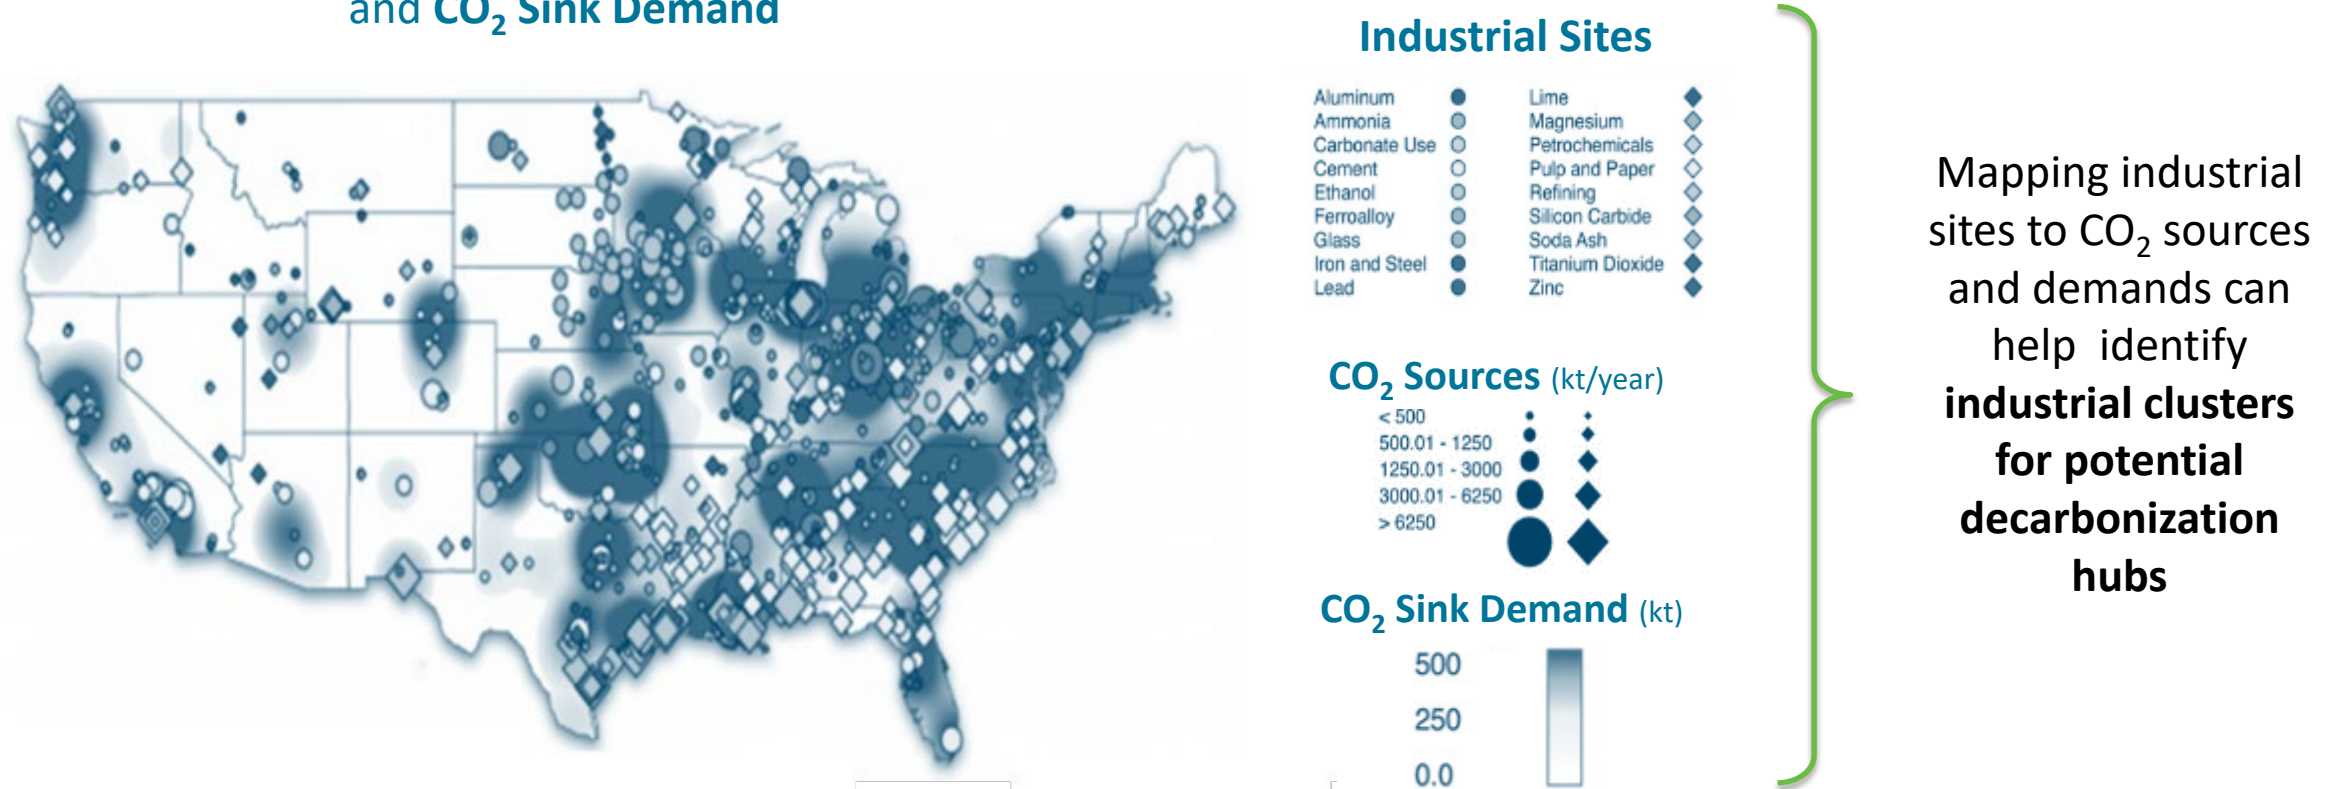 and CO₂ Sink Demand
Industrial Sites
Aluminum
Ammonia
Carbonate Use
Cement
Ethanol
Ferroalloy
Glass
Iron and Steel
Lead
Lime
Magnesium
Petrochemicals
Pulp and Paper
Refining
Silicon Carbide
Soda Ash
Titanium Dioxide
Zinc
CO₂ Sources (kt/year)
< 500
500.01 - 1250
1250.01 - 3000
3000.01 - 6250
> 6250
CO₂ Sink Demand (kt)
500
250
0.0
Mapping industrial
sites to CO₂ sources
and demands can
help identify
industrial clusters
for potential
decarbonization
hubs